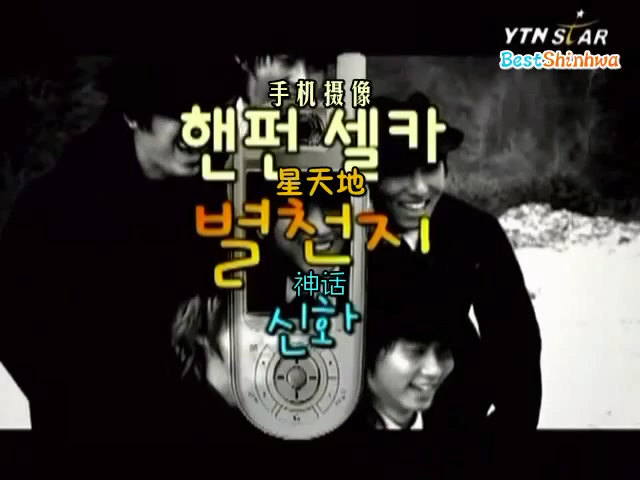 YTN STAR
BestShinhwa
手机摄像
핸펀 셀카
星天地
별천지
神话
신화